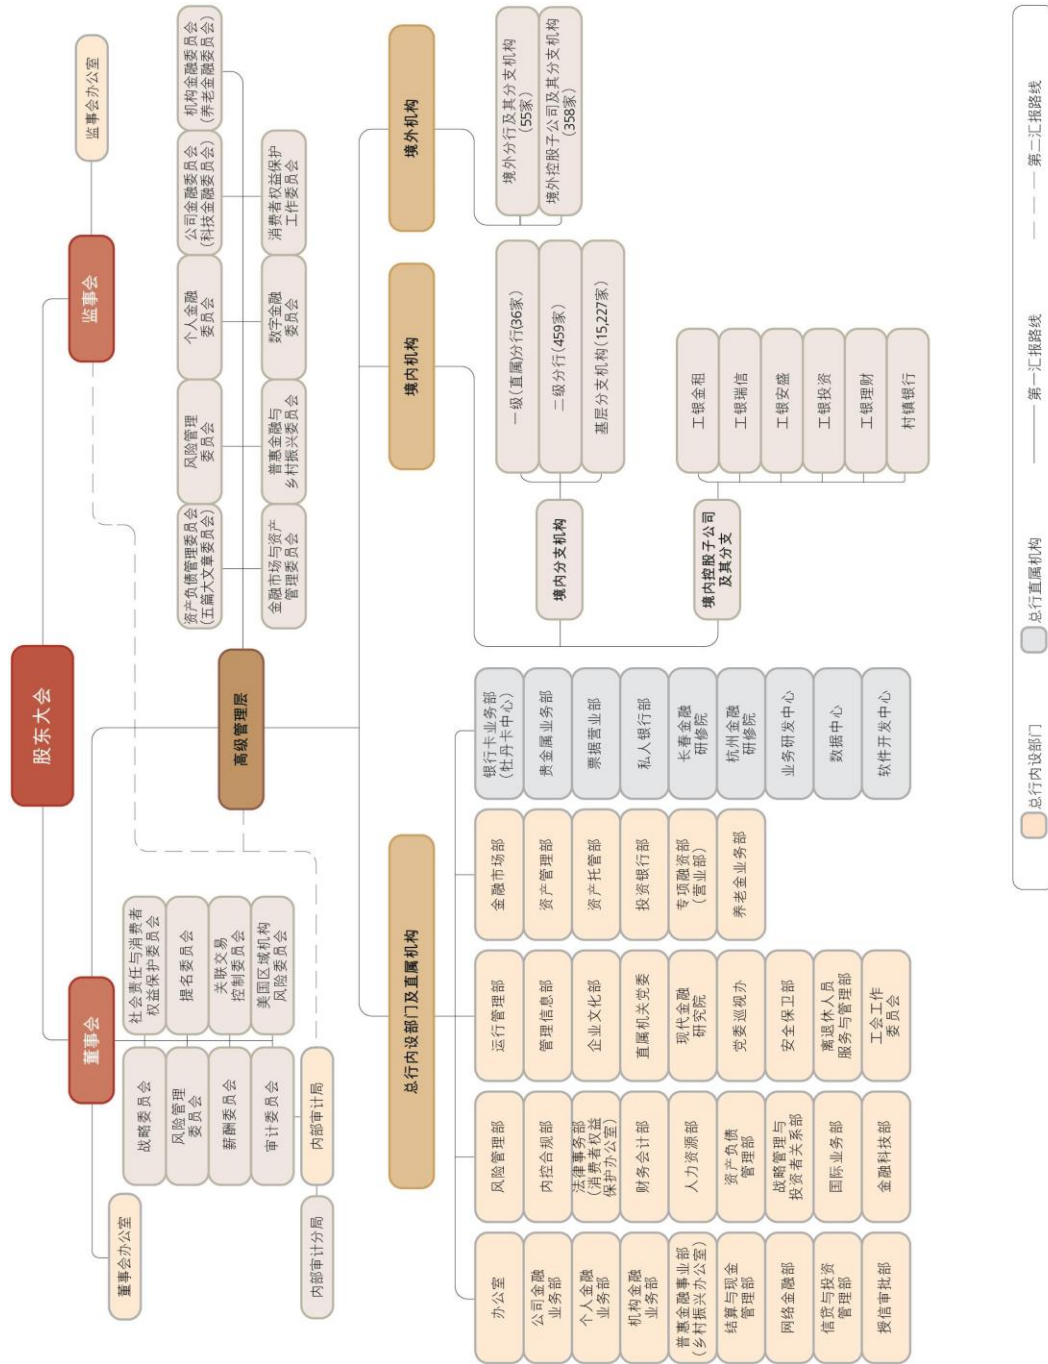 股东大会
董事会
监事会
董事会办公室
监事会办公室
战略委员会
社会责任与消费者
权益保护委员会
风险管理
委员会
提名委员会
薪酬委员会
关联交易
控制委员会
审计委员会
美国区域机构
风险委员会
内部审计分局
内部审计局
高级管理层
资产负债管理委员会
(五篇大文章委员会)
风险管理
委员会
个人金融
委员会
公司金融委员会
(科技金融委员会)
机构金融委员会
(养老金融委员会)
金融市场与资产
管理委员会
普惠金融与
乡村振兴委员会
数字金融
委员会
消费者权益保护
工作委员会
总行内设部门及直属机构
境内机构
境外机构
办公室
公司金融
业务部
个人金融
业务部
机构金融
业务部
普惠金融事业部
(乡村振兴办公室)
结算与现金
管理部
网络金融部
信贷与投资
管理部
授信审批部
风险管理部
内控合规部
法律事务部
(消费者权益
保护办公室)
财务会计部
人力资源部
资产负债
管理部
战略管理与
投资者关系部
国际业务部
金融科技部
运行管理部
管理信息部
企业文化部
直属机关党委
现代金融
研究院
党委巡视办
安全保卫部
离退休人员
服务与管理部
工会工作
委员会
金融市场部
资产管理部
资产托管部
投资银行部
专项融资部
(营业部)
养老金业务部
银行卡业务部
(牡丹卡中心)
贵金属业务部
票据营业部
私人银行部
长春金融
研修院
杭州金融
研修院
业务研发中心
数据中心
软件开发中心
境内分支机构
一级(直属)分行(36家)
二级分行(459家)
基层分支机构(15,227家)
境内控股子公司
及其分支
工银金租
工银瑞信
工银安盛
工银投资
工银理财
村镇银行
境外分行及其分支机构
(55家)
境外控股子公司及其分支机构
(358家)
总行内设部门
总行直属机构
第一汇报路线
第二汇报路线